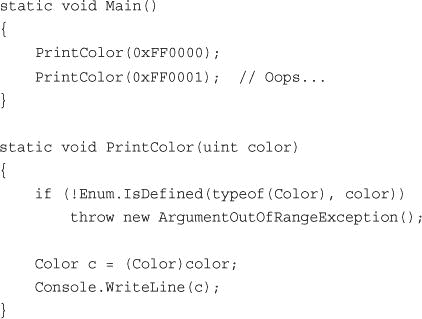 static void Main()
{
    PrintColor(0xFF0000);
    PrintColor(0xFF0001);  // Oops...
}

static void PrintColor(uint color)
{
    if (!Enum.IsDefined(typeof(Color), color))
        throw new ArgumentOutOfRangeException();

    Color c = (Color)color;
    Console.WriteLine(c);
}